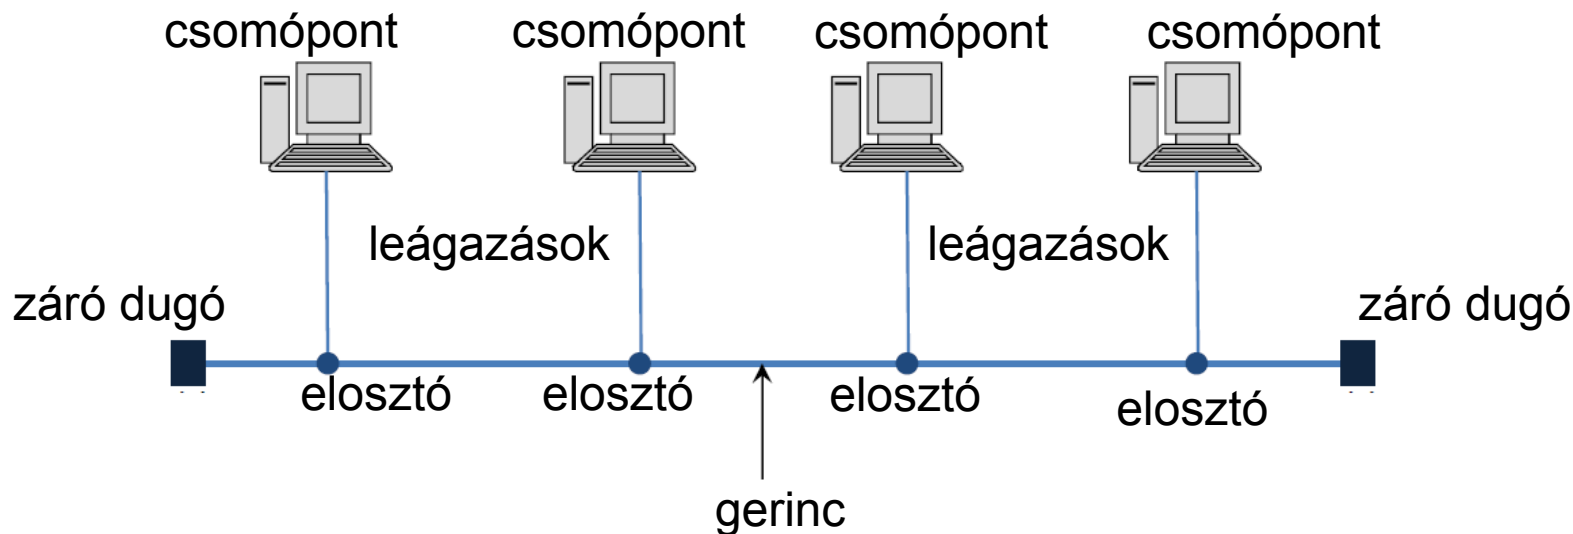 csomópont csomópont csomópont csomópont
leágazások leágazások
záró dugó záró dugó
elosztó elosztó elosztó elosztó
gerinc